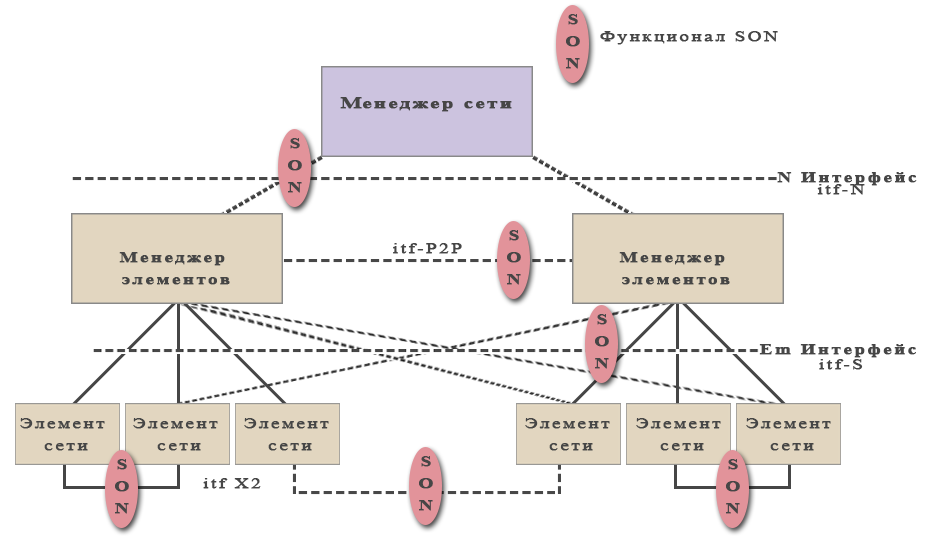 S
O
N
Функционал SON
Менеджер сети
S
O
N
N Интерфейс
itf-N
Менеджер
элементов
itf-P2P
S
O
N
Менеджер
элементов
S
O
N
Em Интерфейс
itf-S
Элемент
сети
Элемент
сети
Элемент
сети
Элемент
сети
Элемент
сети
Элемент
сети
S
O
N
itf X2
S
O
N
S
O
N